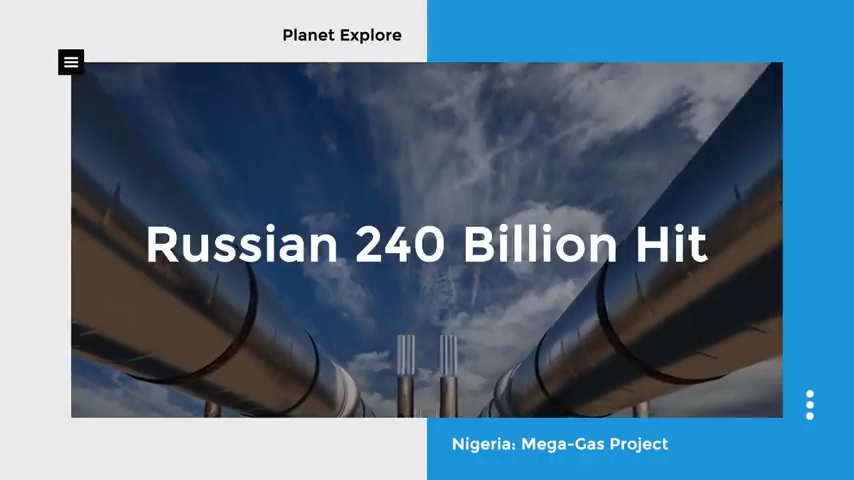 Planet Explore
Russian 240 Billion Hit
Nigeria: Mega-Gas Project